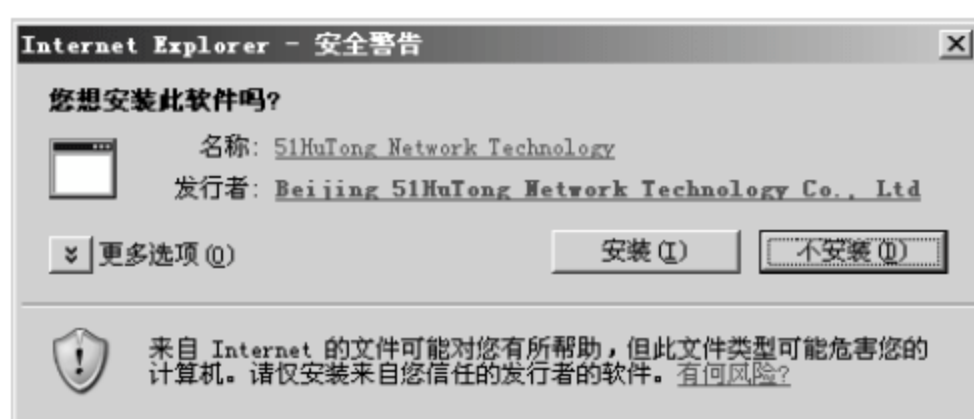 Internet Explorer - 安全警告
您想安装此软件吗?
名称: 51HuTong Network Technology
发行者: Beijing 51HuTong Network Technology Co., Ltd
更多选项(O)
安装(I)
不安装(D)
来自 Internet 的文件可能对您有所帮助，但此文件类型可能危害您的
计算机。请仅安装来自您信任的发行者的软件。有何风险?